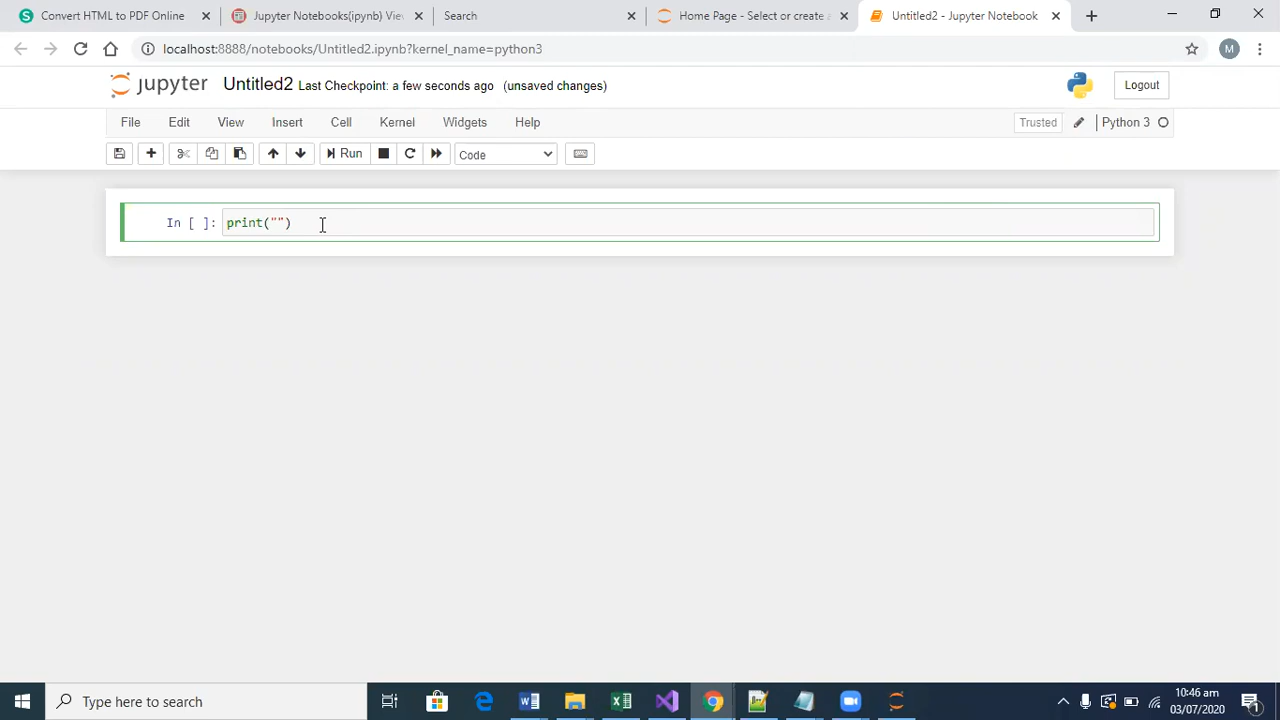 Convert HTML to PDF Online
Jupyter Notebooks(ipynb) Vie
Search
Home Page - Select or create a
Untitled2 - Jupyter Notebook
localhost:8888/notebooks/Untitled2.ipynb?kernel_name=python3
M
jupyter Untitled2 Last Checkpoint: a few seconds ago (unsaved changes)
Logout
File Edit View Insert Cell Kernel Widgets Help
Trusted Python 3
Run Code
In [ ]: print("")
Type here to search
10:46 am
03/07/2020
1